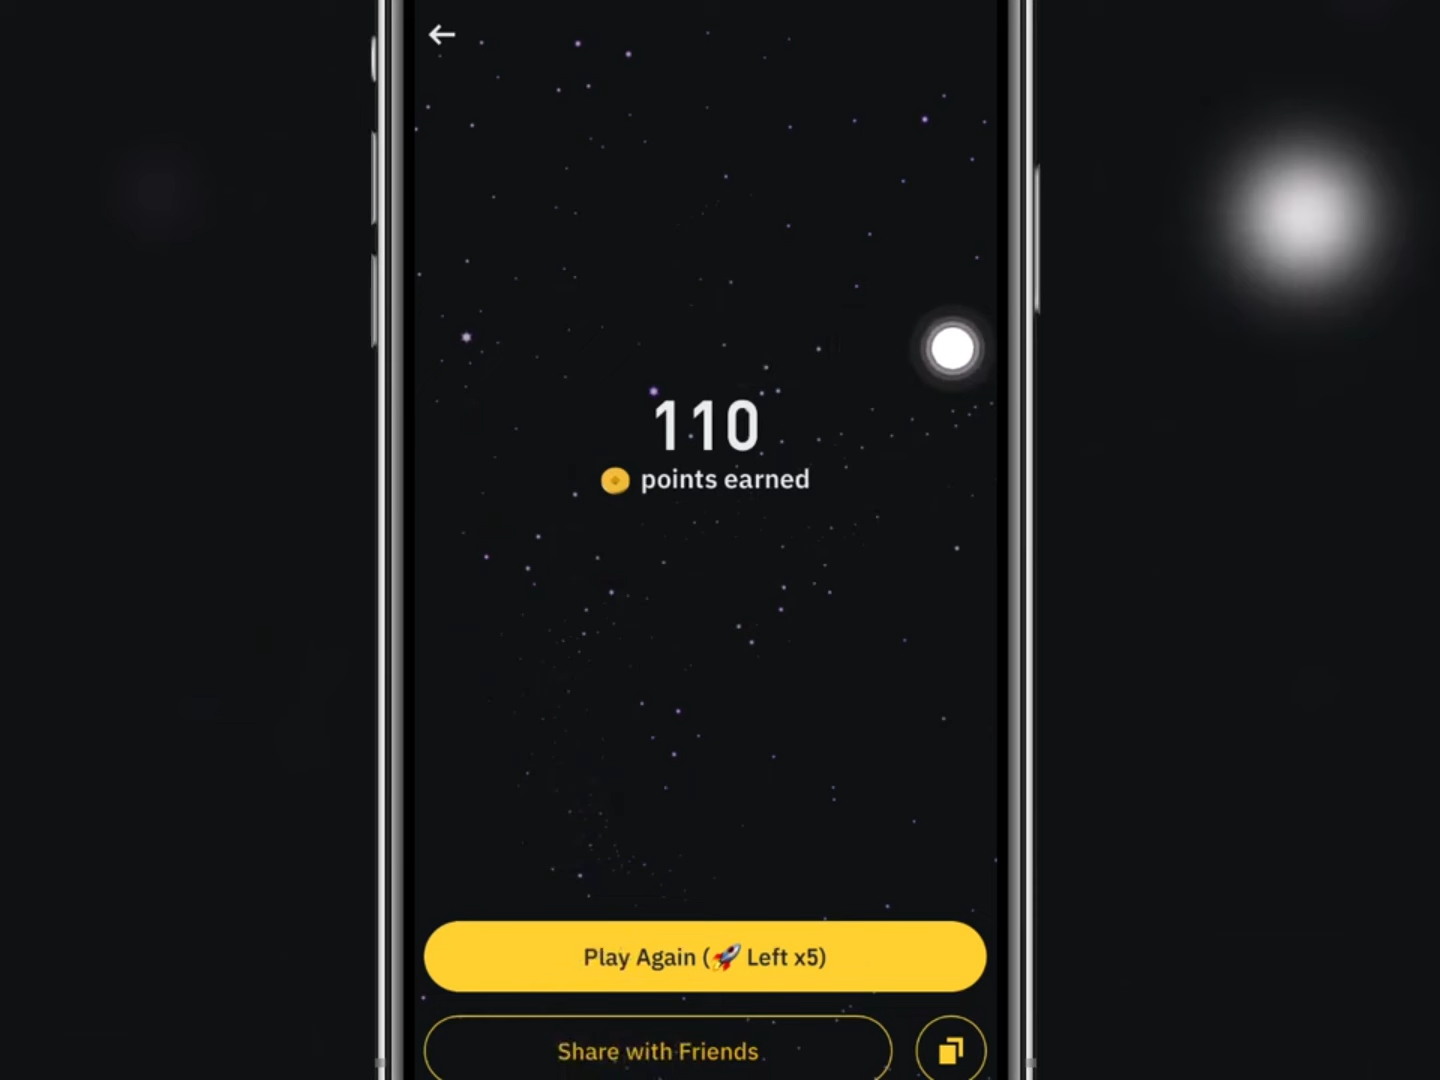 110
points earned
Play Again (🚀 Left x5)
Share with Friends